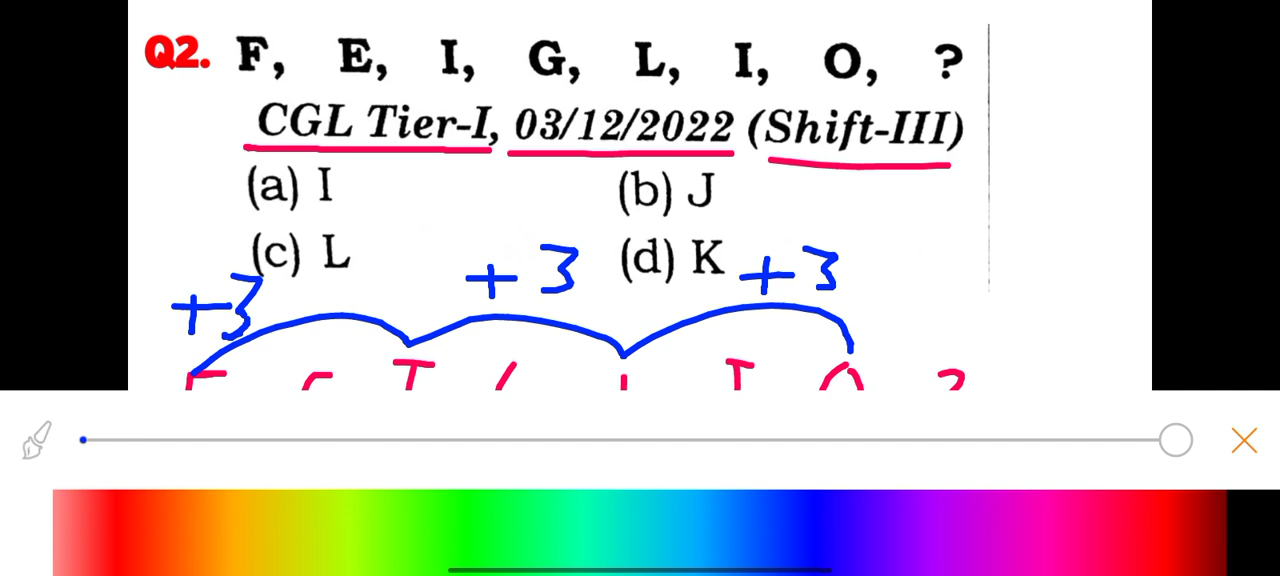 Q2. F, E, I, G, L, I, O, ?
CGL Tier-I, 03/12/2022 (Shift-III)
(a) I (b) J
(c) L (d) K
+3 +3 +3